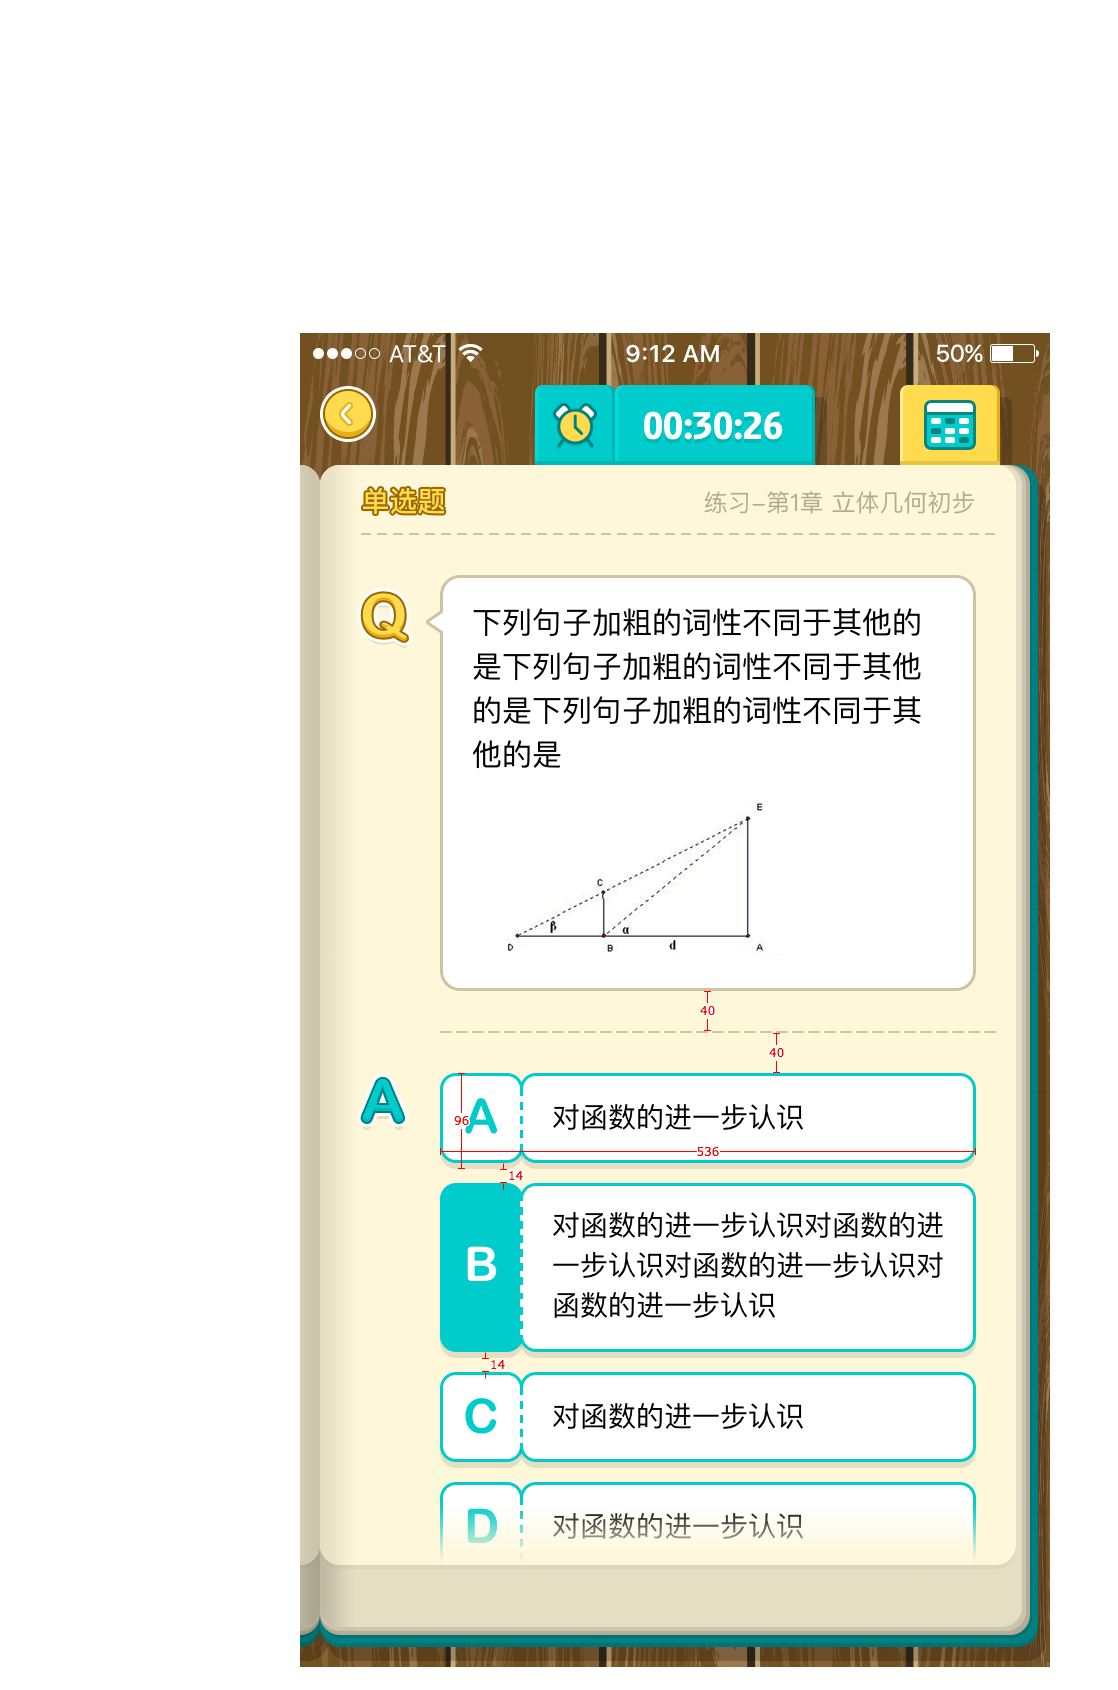 AT&T 9:12 AM 50%
00:30:26
单选题 练习-第1章 立体几何初步
Q
下列句子加粗的词性不同于其他的
是下列句子加粗的词性不同于其他
的是下列句子加粗的词性不同于其
他的是
E
C
β
α
D
B
d
A
40
40
A
A 对函数的进一步认识
96
536
14
B
对函数的进一步认识对函数的进
一步认识对函数的进一步认识对
函数的进一步认识
14
C 对函数的进一步认识
D 对函数的进一步认识